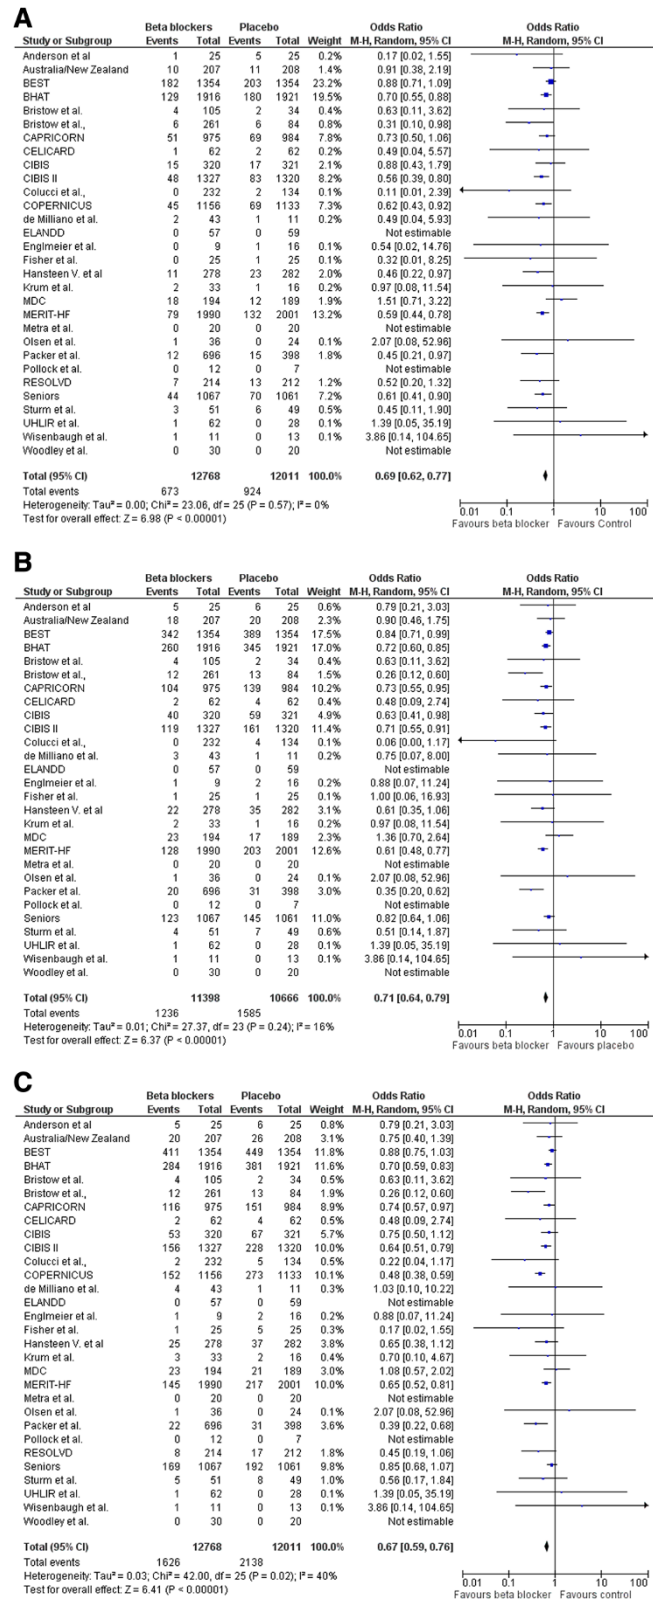 A
Beta blockers Placebo Odds Ratio Odds Ratio
Study or Subgroup Events Total Events Total Weight M-H, Random, 95% CI M-H, Random, 95% CI
Anderson et al 1 25 5 25 0.2% 0.17 [0.02, 1.55]
Australia/New Zealand 10 207 11 208 1.1% 0.91 [0.38, 2.19]
BEST 182 1354 203 1354 23.2% 0.88 [0.71, 1.09]
BHAT 129 1916 180 1921 19.5% 0.70 [0.55, 0.88]
Bristow et al. 4 105 2 34 0.3% 0.63 [0.11, 3.62]
Bristow et al., 6 261 6 84 0.8% 0.31 [0.10, 0.98]
CAPRICORN 51 975 69 984 7.8% 0.73 [0.50, 1.06]
CELICARD 1 62 2 62 0.2% 0.49 [0.04, 5.57]
CIBIS 15 320 17 321 2.1% 0.88 [0.43, 1.79]
CIBIS II 48 1327 83 1320 8.1% 0.56 [0.39, 0.80]
Colucci et al., 0 232 2 134 0.1% 0.11 [0.01, 2.39]
COPERNICUS 45 1156 69 1133 7.3% 0.62 [0.43, 0.92]
de Milliano et al. 2 43 1 11 0.2% 0.49 [0.04, 5.93]
ELANDD 0 57 0 59 Not estimable
Englmeier et al. 0 9 1 16 0.1% 0.54 [0.02, 14.76]
Fisher et al. 0 25 1 25 0.1% 0.32 [0.01, 8.25]
Hansteen V. et al 11 278 23 282 2.0% 0.46 [0.22, 0.97]
Krum et al. 2 33 1 16 0.2% 0.97 [0.08, 11.54]
MDC 18 194 12 189 1.9% 1.51 [0.71, 3.22]
MERIT-HF 79 1990 132 2001 13.2% 0.59 [0.44, 0.78]
Metra et al. 0 20 0 20 Not estimable
Olsen et al. 1 36 0 24 0.1% 2.07 [0.08, 52.96]
Packer et al. 12 696 15 398 1.8% 0.45 [0.21, 0.97]
Pollock et al. 0 12 0 7 Not estimable
RESOLVD 7 214 13 212 1.2% 0.52 [0.20, 1.32]
Seniors 44 1067 70 1061 7.2% 0.61 [0.41, 0.90]
Sturm et al. 3 51 6 49 0.5% 0.45 [0.11, 1.90]
UHLIR et al. 1 62 0 28 0.1% 1.39 [0.05, 35.19]
Wisenbaugh et al. 1 11 0 13 0.1% 3.86 [0.14, 104.65]
Woodley et al. 0 30 0 20 Not estimable
Total (95% CI) 12768 12011 100.0% 0.69 [0.62, 0.77]
Total events 673 924
Heterogeneity: Tau² = 0.00; Chi² = 23.06, df = 25 (P = 0.57); I² = 0%
Test for overall effect: Z = 6.98 (P < 0.00001)
0.01 0.1 1 10 100
Favours beta blocker Favours Control
B
Beta blockers Placebo Odds Ratio Odds Ratio
Study or Subgroup Events Total Events Total Weight M-H, Random, 95% CI M-H, Random, 95% CI
Anderson et al 5 25 6 25 0.6% 0.79 [0.21, 3.03]
Australia/New Zealand 18 207 20 208 2.3% 0.90 [0.46, 1.75]
BEST 342 1354 389 1354 17.5% 0.84 [0.71, 0.99]
BHAT 260 1916 345 1921 17.0% 0.72 [0.60, 0.85]
Bristow et al. 4 105 2 34 0.4% 0.63 [0.11, 3.62]
Bristow et al., 12 261 13 84 1.5% 0.26 [0.12, 0.60]
CAPRICORN 104 975 139 984 10.2% 0.73 [0.55, 0.95]
CELICARD 2 62 4 62 0.4% 0.48 [0.09, 2.74]
CIBIS 40 320 59 321 4.9% 0.63 [0.41, 0.98]
CIBIS II 119 1327 161 1320 11.4% 0.71 [0.55, 0.91]
Colucci et al., 0 232 4 134 0.1% 0.06 [0.00, 1.17]
de Milliano et al. 3 43 1 11 0.2% 0.75 [0.07, 8.00]
ELANDD 0 57 0 59 Not estimable
Englmeier et al. 1 9 2 16 0.2% 0.88 [0.07, 11.24]
Fisher et al. 1 25 1 25 0.1% 1.00 [0.06, 16.93]
Hansteen V. et al 22 278 35 282 3.1% 0.61 [0.35, 1.06]
Krum et al. 2 33 1 16 0.2% 0.97 [0.08, 11.54]
MDC 23 194 17 189 2.2% 1.36 [0.70, 2.64]
MERIT-HF 128 1990 203 2001 12.6% 0.61 [0.48, 0.77]
Metra et al. 0 20 0 20 Not estimable
Olsen et al. 1 36 0 24 0.1% 2.07 [0.08, 52.96]
Packer et al. 20 696 31 398 3.0% 0.35 [0.20, 0.62]
Pollock et al. 0 12 0 7 Not estimable
Seniors 123 1067 145 1061 11.0% 0.82 [0.64, 1.06]
Sturm et al. 4 51 7 49 0.6% 0.51 [0.14, 1.87]
UHLIR et al. 1 62 0 28 0.1% 1.39 [0.05, 35.19]
Wisenbaugh et al. 1 11 0 13 0.1% 3.86 [0.14, 104.65]
Woodley et al. 0 30 0 20 Not estimable
Total (95% CI) 11398 10666 100.0% 0.71 [0.64, 0.79]
Total events 1236 1585
Heterogeneity: Tau² = 0.01; Chi² = 27.37, df = 23 (P = 0.24); I² = 16%
Test for overall effect: Z = 6.37 (P < 0.00001)
0.01 0.1 1 10 100
Favours beta blocker Favours placebo
C
Beta blockers Placebo Odds Ratio Odds Ratio
Study or Subgroup Events Total Events Total Weight M-H, Random, 95% CI M-H, Random, 95% CI
Anderson et al 5 25 6 25 0.8% 0.79 [0.21, 3.03]
Australia/New Zealand 20 207 26 208 3.1% 0.75 [0.40, 1.39]
BEST 411 1354 449 1354 11.8% 0.88 [0.75, 1.03]
BHAT 284 1916 381 1921 11.6% 0.70 [0.59, 0.83]
Bristow et al. 4 105 2 34 0.5% 0.63 [0.11, 3.62]
Bristow et al., 12 261 13 84 1.9% 0.26 [0.12, 0.60]
CAPRICORN 116 975 151 984 8.9% 0.74 [0.57, 0.97]
CELICARD 2 62 4 62 0.5% 0.48 [0.09, 2.74]
CIBIS 53 320 67 321 5.7% 0.75 [0.50, 1.12]
CIBIS II 156 1327 228 1320 10.0% 0.64 [0.51, 0.79]
Colucci et al., 2 232 5 134 0.5% 0.22 [0.04, 1.17]
COPERNICUS 152 1156 273 1133 10.1% 0.48 [0.38, 0.59]
de Milliano et al. 4 43 1 11 0.3% 1.03 [0.10, 10.22]
ELANDD 0 57 0 59 Not estimable
Englmeier et al. 1 9 2 16 0.2% 0.88 [0.07, 11.24]
Fisher et al. 1 25 5 25 0.3% 0.17 [0.02, 1.55]
Hansteen V. et al 25 278 37 282 3.8% 0.65 [0.38, 1.12]
Krum et al. 3 33 2 16 0.4% 0.70 [0.10, 4.67]
MDC 23 194 21 189 3.0% 1.08 [0.57, 2.02]
MERIT-HF 145 1990 217 2001 10.0% 0.65 [0.52, 0.81]
Metra et al. 0 20 0 20 Not estimable
Olsen et al. 1 36 0 24 0.1% 2.07 [0.08, 52.96]
Packer et al. 22 696 31 398 3.6% 0.39 [0.22, 0.68]
Pollock et al. 0 12 0 7 Not estimable
RESOLVD 8 214 17 212 1.8% 0.45 [0.19, 1.06]
Seniors 169 1067 192 1061 9.8% 0.85 [0.68, 1.07]
Sturm et al. 5 51 8 49 1.0% 0.56 [0.17, 1.84]
UHLIR et al. 1 62 0 28 0.1% 1.39 [0.05, 35.19]
Wisenbaugh et al. 1 11 0 13 0.1% 3.86 [0.14, 104.65]
Woodley et al. 0 30 0 20 Not estimable
Total (95% CI) 12768 12011 100.0% 0.67 [0.59, 0.76]
Total events 1626 2138
Heterogeneity: Tau² = 0.03; Chi² = 42.00, df = 25 (P = 0.02); I² = 40%
Test for overall effect: Z = 6.41 (P < 0.00001)
0.01 0.1 1 10 100
Favours beta blocker Favours control